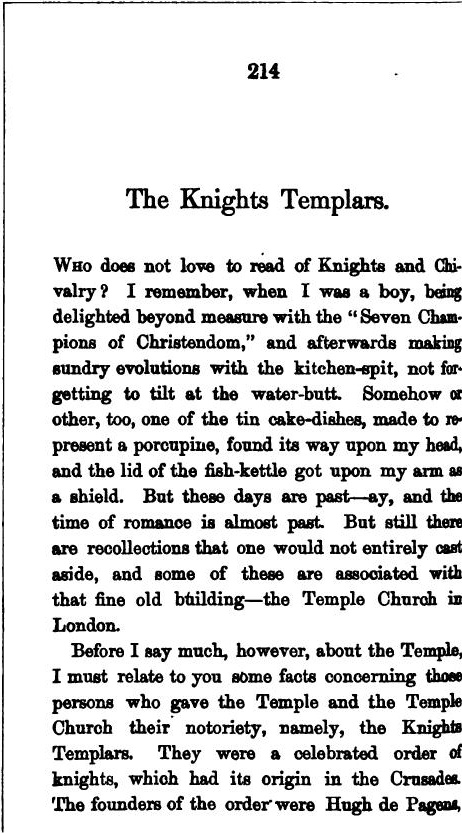 214
The Knights Templars.
Who does not love to read of Knights and Chi-
valry? I remember, when I was a boy, being
delighted beyond measure with the "Seven Cham-
pions of Christendom," and afterwards making
sundry evolutions with the kitchen-spit, not for-
getting to tilt at the water-butt. Somehow or
other, too, one of the tin cake-dishes, made to re-
present a porcupine, found its way upon my head,
and the lid of the fish-kettle got upon my arm as
a shield. But these days are past—ay, and the
time of romance is almost past. But still there
are recollections that one would not entirely cast
aside, and some of these are associated with
that fine old building—the Temple Church in
London.
Before I say much, however, about the Temple,
I must relate to you some facts concerning those
persons who gave the Temple and the Temple
Church their notoriety, namely, the Knights
Templars. They were a celebrated order of
knights, which had its origin in the Crusades.
The founders of the order were Hugh de Pagens,